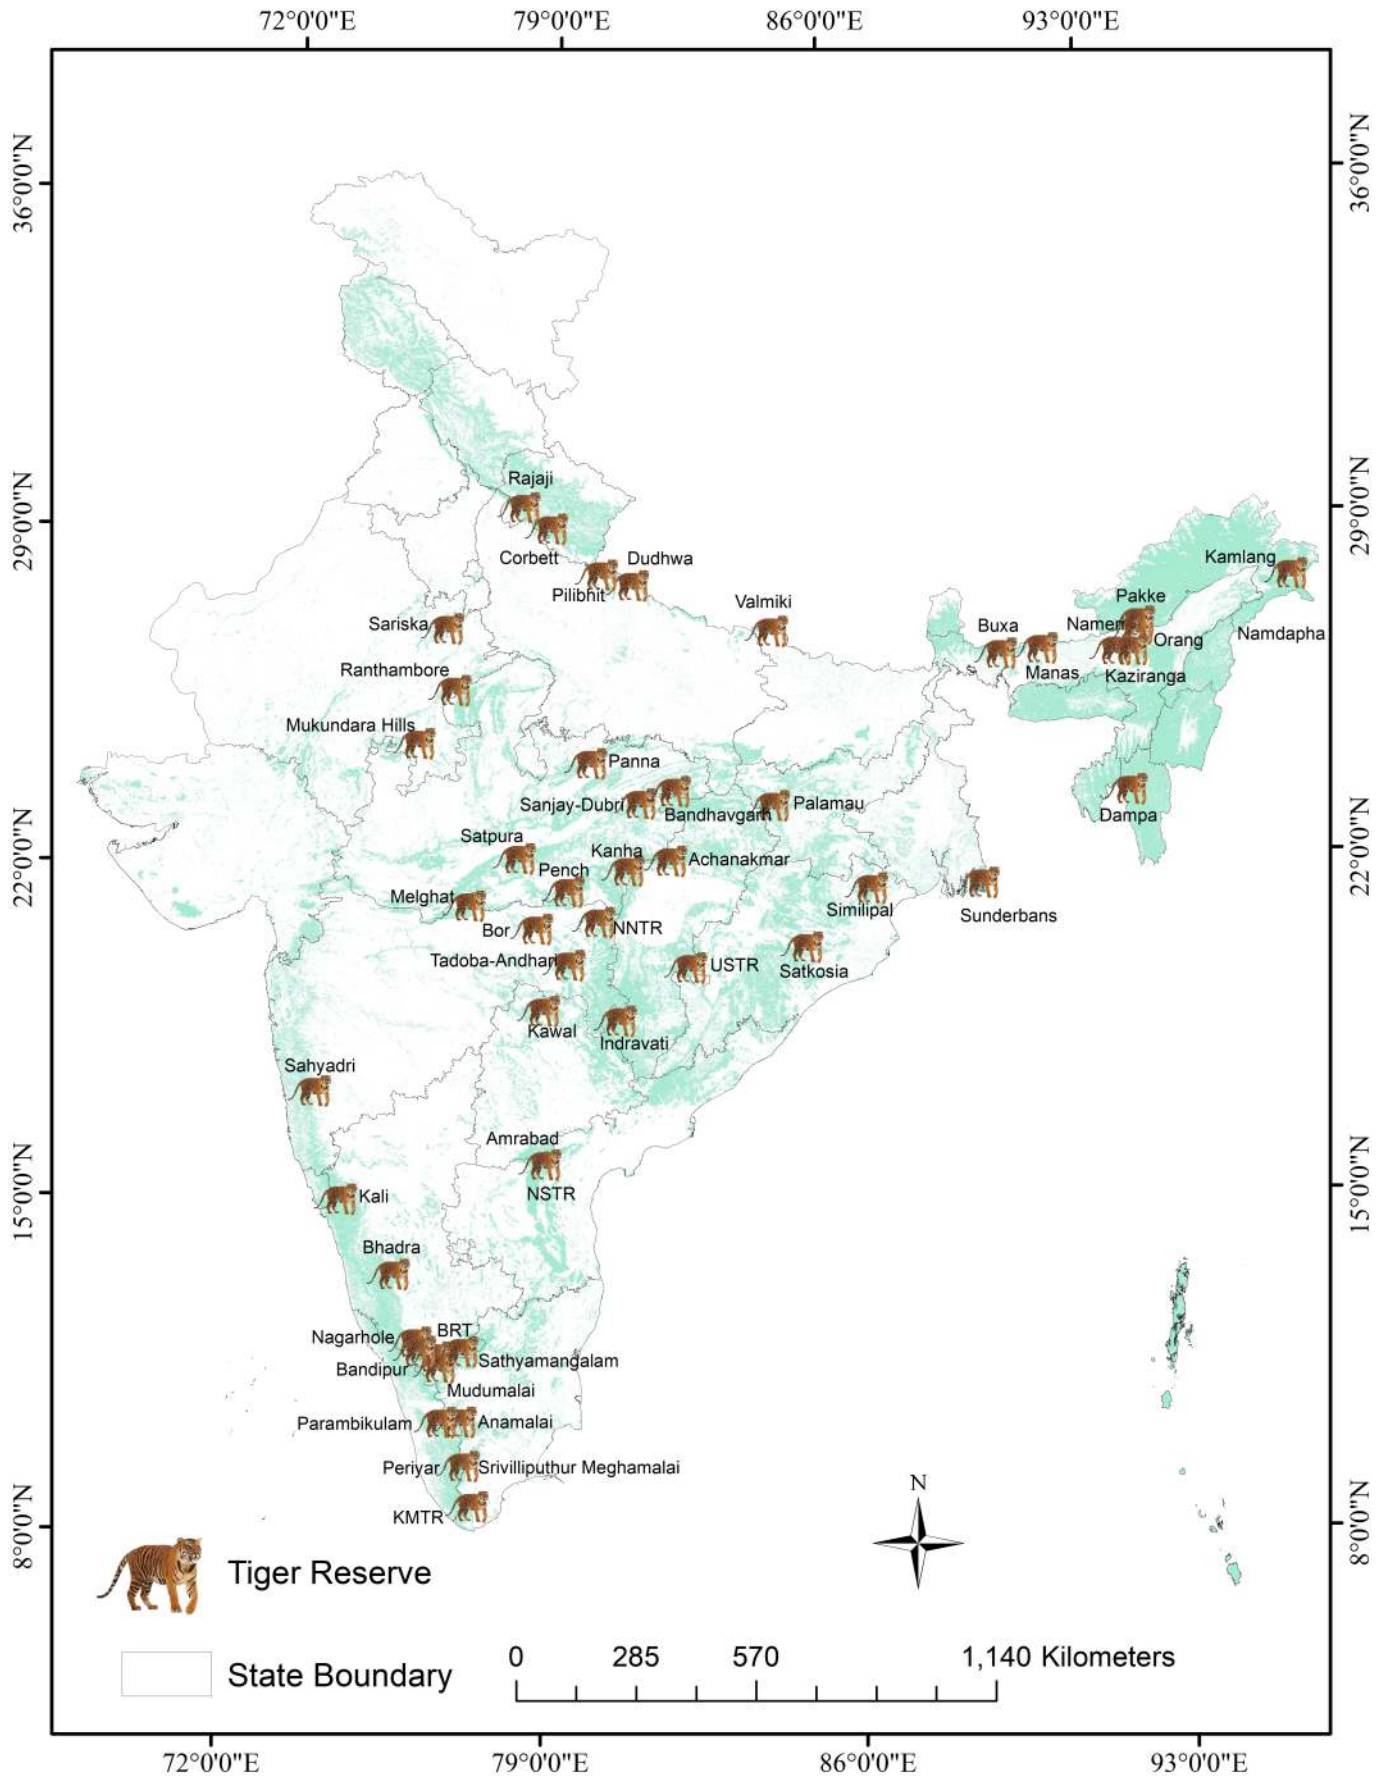 72°0'0"E 79°0'0"E 86°0'0"E 93°0'0"E
36°0'0"N 36°0'0"N
Rajaji
29°0'0"N 29°0'0"N
Corbett Dudhwa Kamlang
Pilibhit Valmiki Pakke
Sariska Buxa Nameri Orang Namdapha
Ranthambore Manas Kaziranga
Mukundara Hills
Panna
Sanjay-Dubri Bandhavgarh Palamau Dampa
Satpura Kanha Achanakmar
22°0'0"N 22°0'0"N
Pench
Melghat Similipal Sunderbans
Bor NNTR
Tadoba-Andhari USTR Satkosia
Kawal Indravati
Sahyadri
Amrabad
15°0'0"N NSTR 15°0'0"N
Kali
Bhadra
Nagarhole BRT
Bandipur Sathyamangalam
Mudumalai
Parambikulam Anamalai
Periyar Srivilliputhur Meghamalai
N
KMTR
8°0'0"N 8°0'0"N
Tiger Reserve
State Boundary
0 285 570 1,140 Kilometers
72°0'0"E 79°0'0"E 86°0'0"E 93°0'0"E